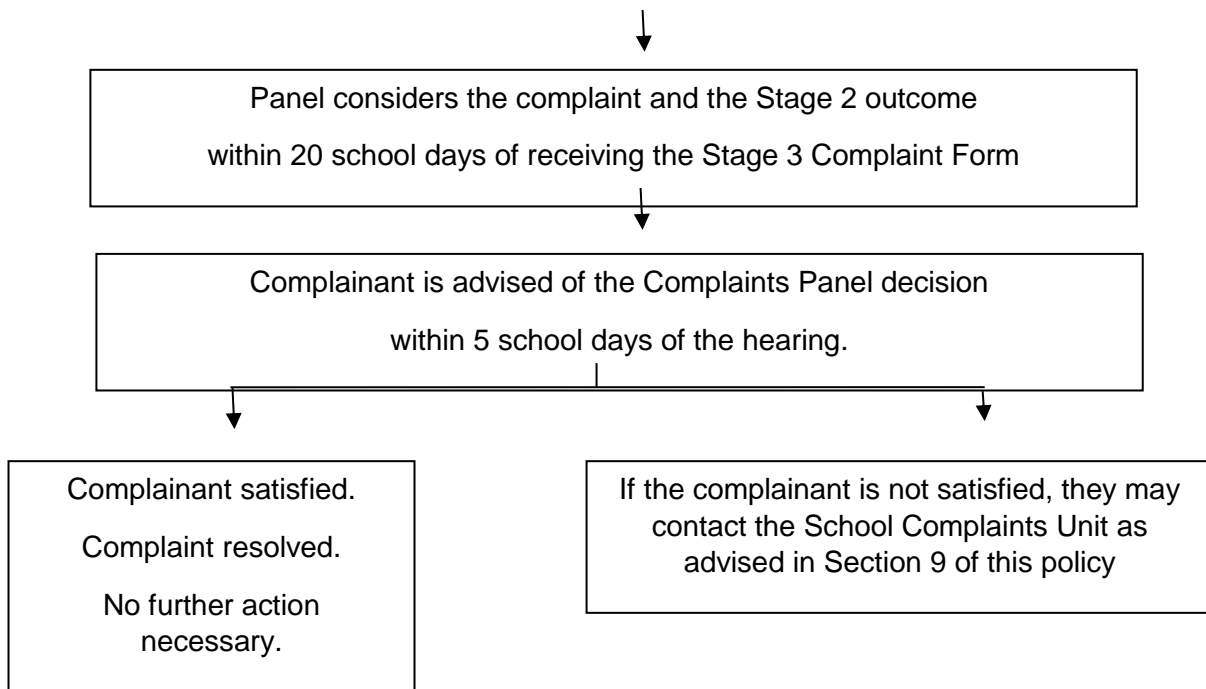 Panel considers the complaint and the Stage 2 outcome
within 20 school days of receiving the Stage 3 Complaint Form
Complainant is advised of the Complaints Panel decision
within 5 school days of the hearing.
Complainant satisfied.
Complaint resolved.
No further action
necessary.
If the complainant is not satisfied, they may
contact the School Complaints Unit as
advised in Section 9 of this policy